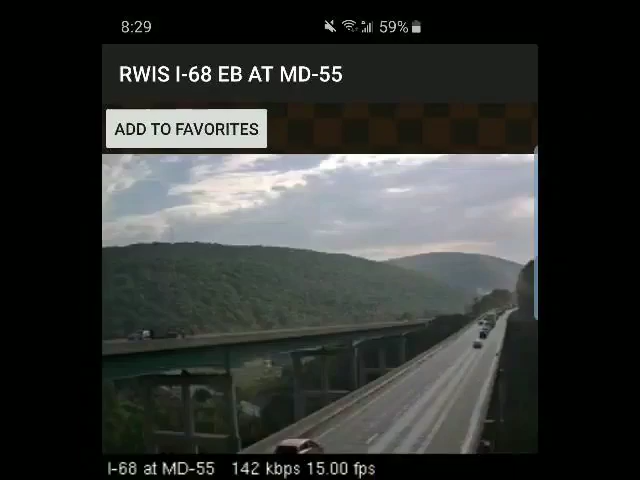 8:29 59%
RWIS I-68 EB AT MD-55
ADD TO FAVORITES
I-68 at MD-55 142 kbps 15.00 fps